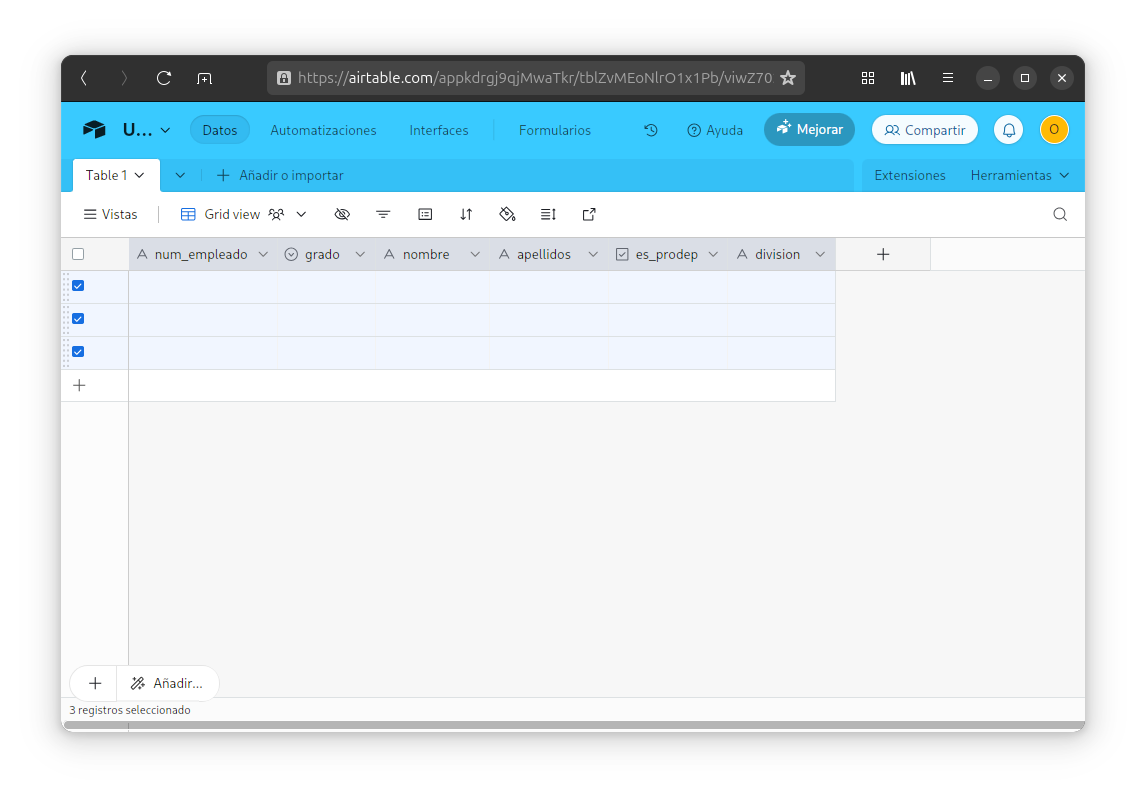 https://airtable.com/appkdrgj9qjMwaTkr/tblZvMEoNlrO1x1Pb/viwZ70
U... Datos Automatizaciones Interfaces Formularios Ayuda Mejorar Compartir O
Table 1 Añadir o importar Extensiones Herramientas
Vistas Grid view
num_empleado grado nombre apellidos es_prodep division
Añadir...
3 registros seleccionado